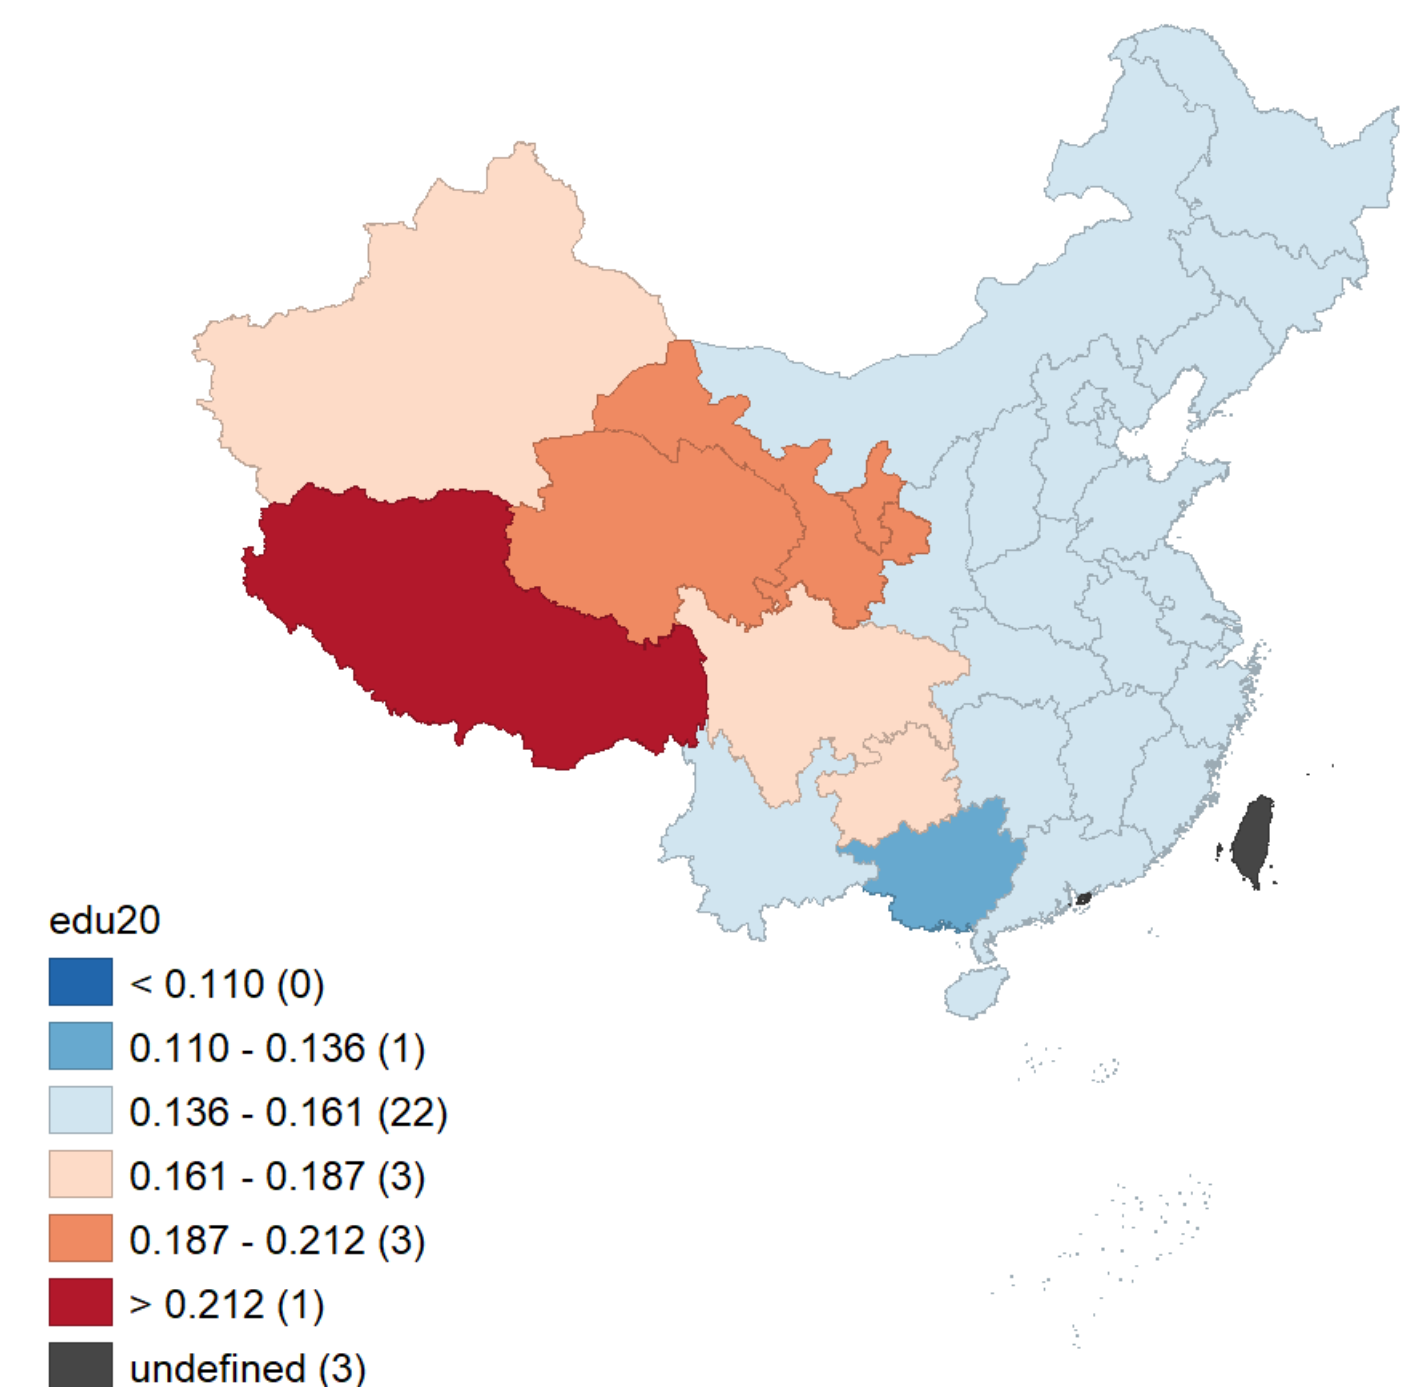 edu20
< 0.110 (0)
0.110 - 0.136 (1)
0.136 - 0.161 (22)
0.161 - 0.187 (3)
0.187 - 0.212 (3)
> 0.212 (1)
undefined (3)